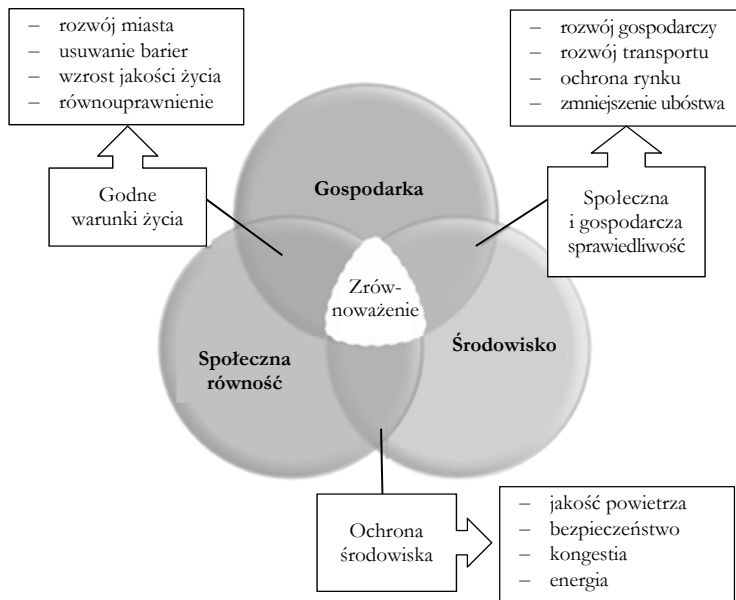 – rozwój miasta
– usuwanie barier
– wzrost jakości życia
– równouprawnienie
– rozwój gospodarczy
– rozwój transportu
– ochrona rynku
– zmniejszenie ubóstwa
Godne
warunki życia
Gospodarka
Społeczna
i gospodarcza
sprawiedliwość
Zrów-
noważenie
Społeczna
równość
Środowisko
Ochrona
środowiska
– jakość powietrza
– bezpieczeństwo
– kongestia
– energia